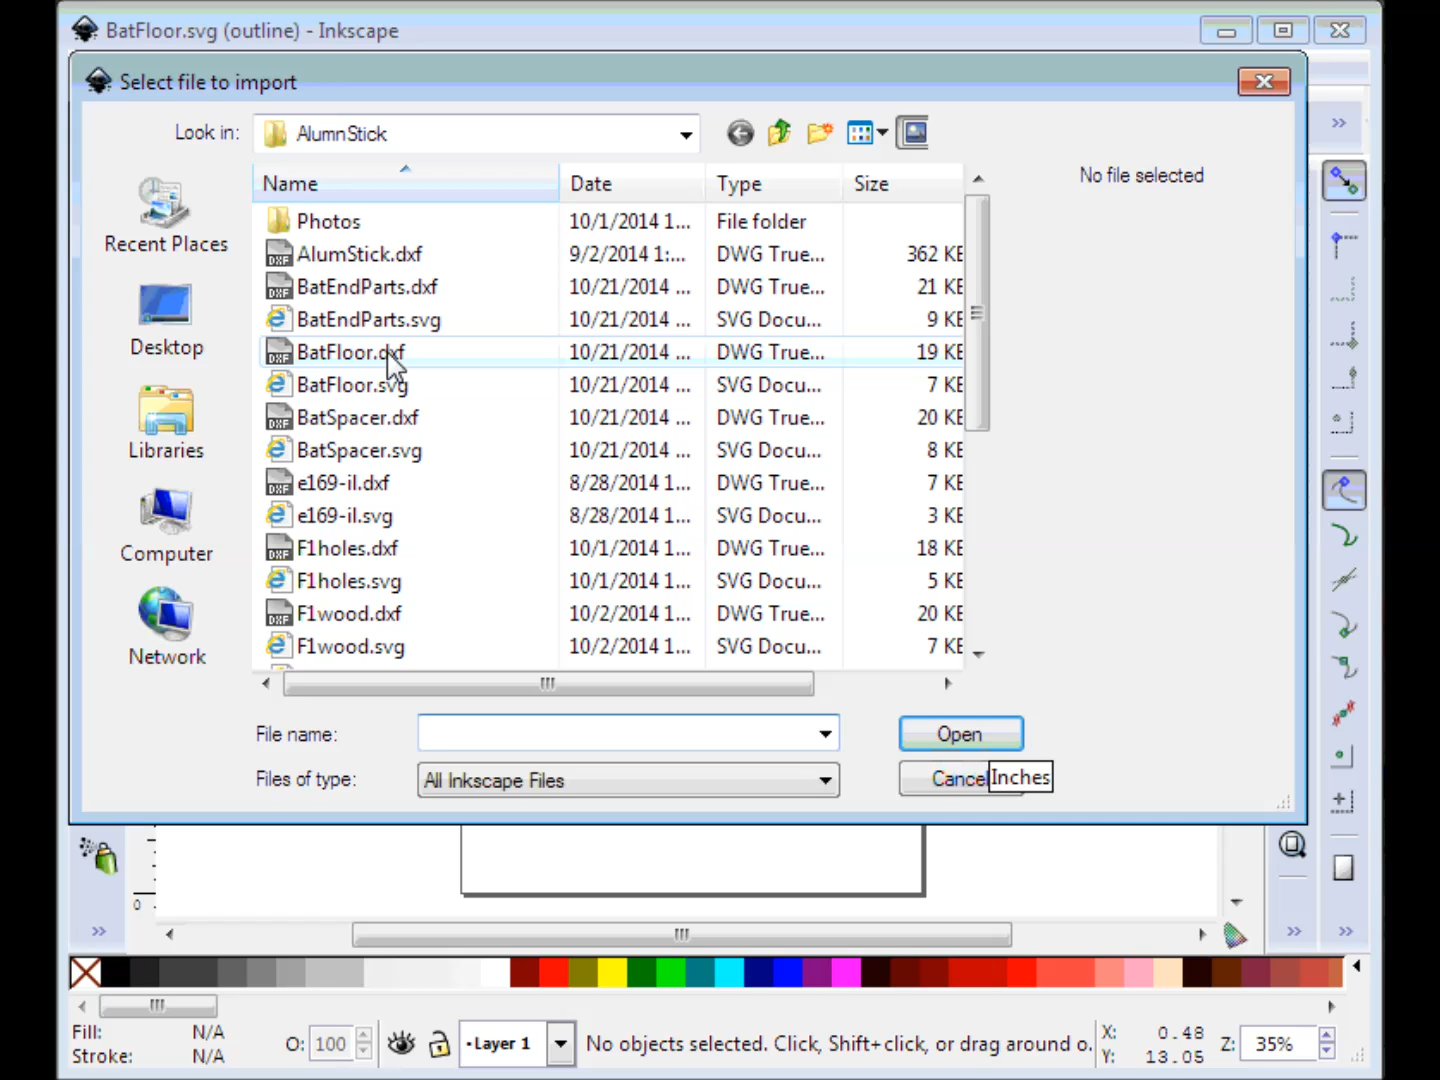 BatFloor.svg (outline) - Inkscape
Select file to import
Look in: AlumnStick
No file selected
Name Date Type Size
Photos 10/1/2014 1... File folder
AlumStick.dxf 9/2/2014 1:... DWG True... 362 KB
BatEndParts.dxf 10/21/2014 ... DWG True... 21 KB
BatEndParts.svg 10/21/2014 ... SVG Docu... 9 KB
BatFloor.dxf 10/21/2014 ... DWG True... 19 KB
BatFloor.svg 10/21/2014 ... SVG Docu... 7 KB
BatSpacer.dxf 10/21/2014 ... DWG True... 20 KB
BatSpacer.svg 10/21/2014 ... SVG Docu... 8 KB
e169-il.dxf 8/28/2014 1... DWG True... 7 KB
e169-il.svg 8/28/2014 1... SVG Docu... 3 KB
F1holes.dxf 10/1/2014 1... DWG True... 18 KB
F1holes.svg 10/1/2014 1... SVG Docu... 5 KB
F1wood.dxf 10/2/2014 1... DWG True... 20 KB
F1wood.svg 10/2/2014 1... SVG Docu... 7 KB
Recent Places
Desktop
Libraries
Computer
Network
File name: Open
Files of type: All Inkscape Files Cancel Inches
0
Fill: N/A
Stroke: N/A
O: 100
•Layer 1
No objects selected. Click, Shift+click, or drag around o.
X: 0.48
Y: 13.05
Z: 35%